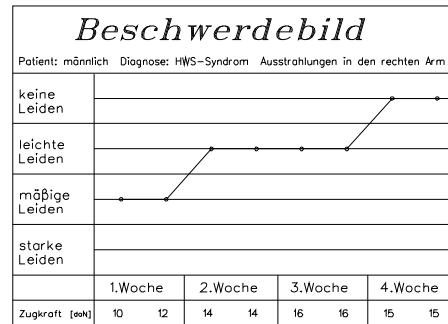 Beschwerdebild
Patient: männlich Diagnose: HWS-Syndrom Ausstrahlungen in den rechten Arm
keine
Leiden
leichte
Leiden
mäßige
Leiden
starke
Leiden
1.Woche 2.Woche 3.Woche 4.Woche
Zugkraft [daN] 10 12 14 14 16 16 15 15